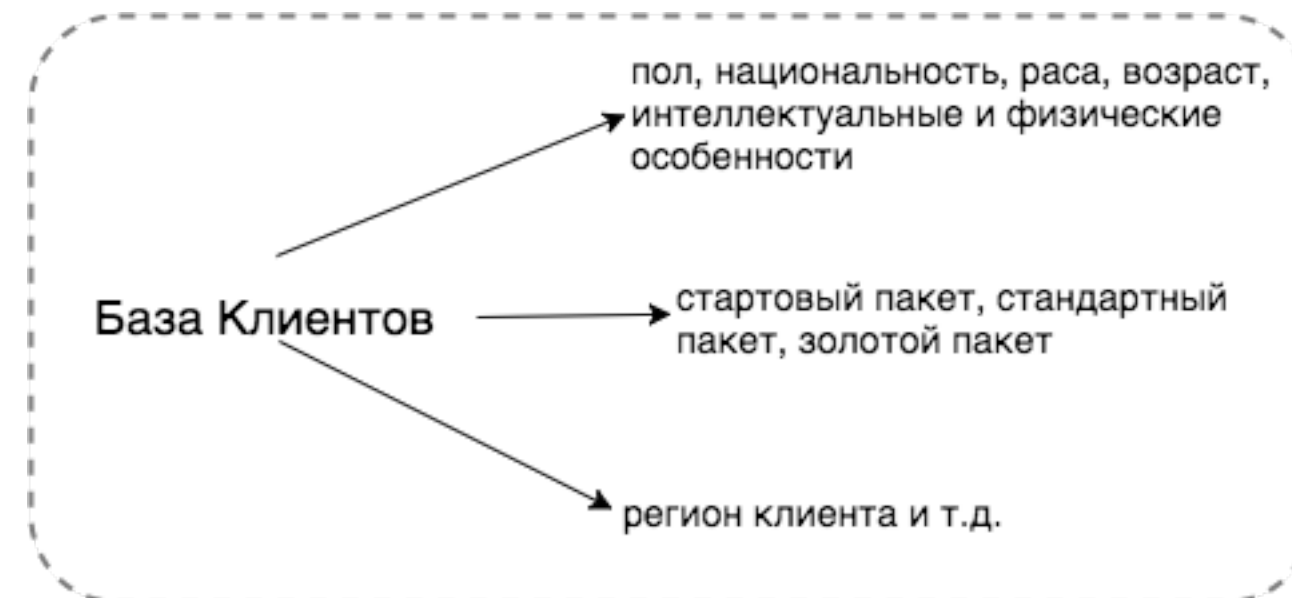 пол, национальность, раса, возраст,
интеллектуальные и физические
особенности
База Клиентов
стартовый пакет, стандартный
пакет, золотой пакет
регион клиента и т.д.